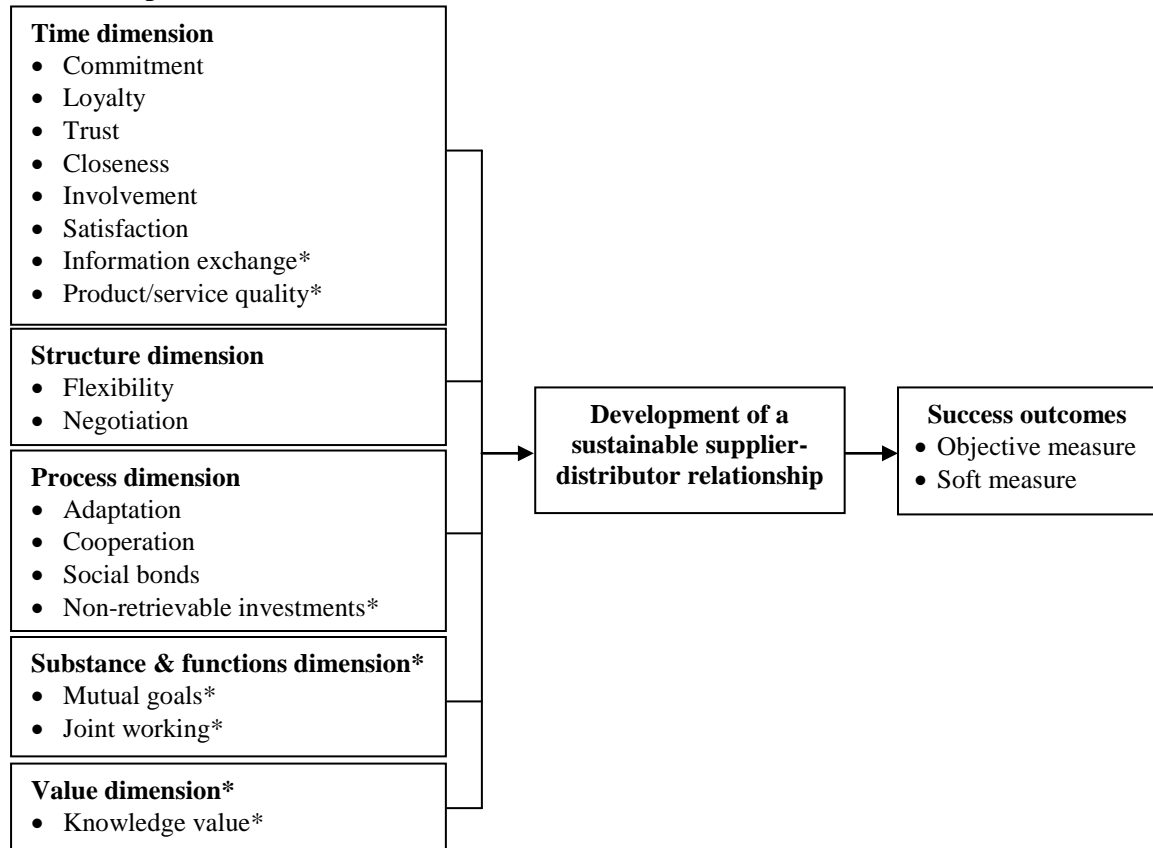 Time dimension
• Commitment
• Loyalty
• Trust
• Closeness
• Involvement
• Satisfaction
• Information exchange*
• Product/service quality*
Structure dimension
• Flexibility
• Negotiation
Process dimension
• Adaptation
• Cooperation
• Social bonds
• Non-retrievable investments*
Substance & functions dimension*
• Mutual goals*
• Joint working*
Value dimension*
• Knowledge value*
Development of a
sustainable supplier-
distributor relationship
Success outcomes
• Objective measure
• Soft measure